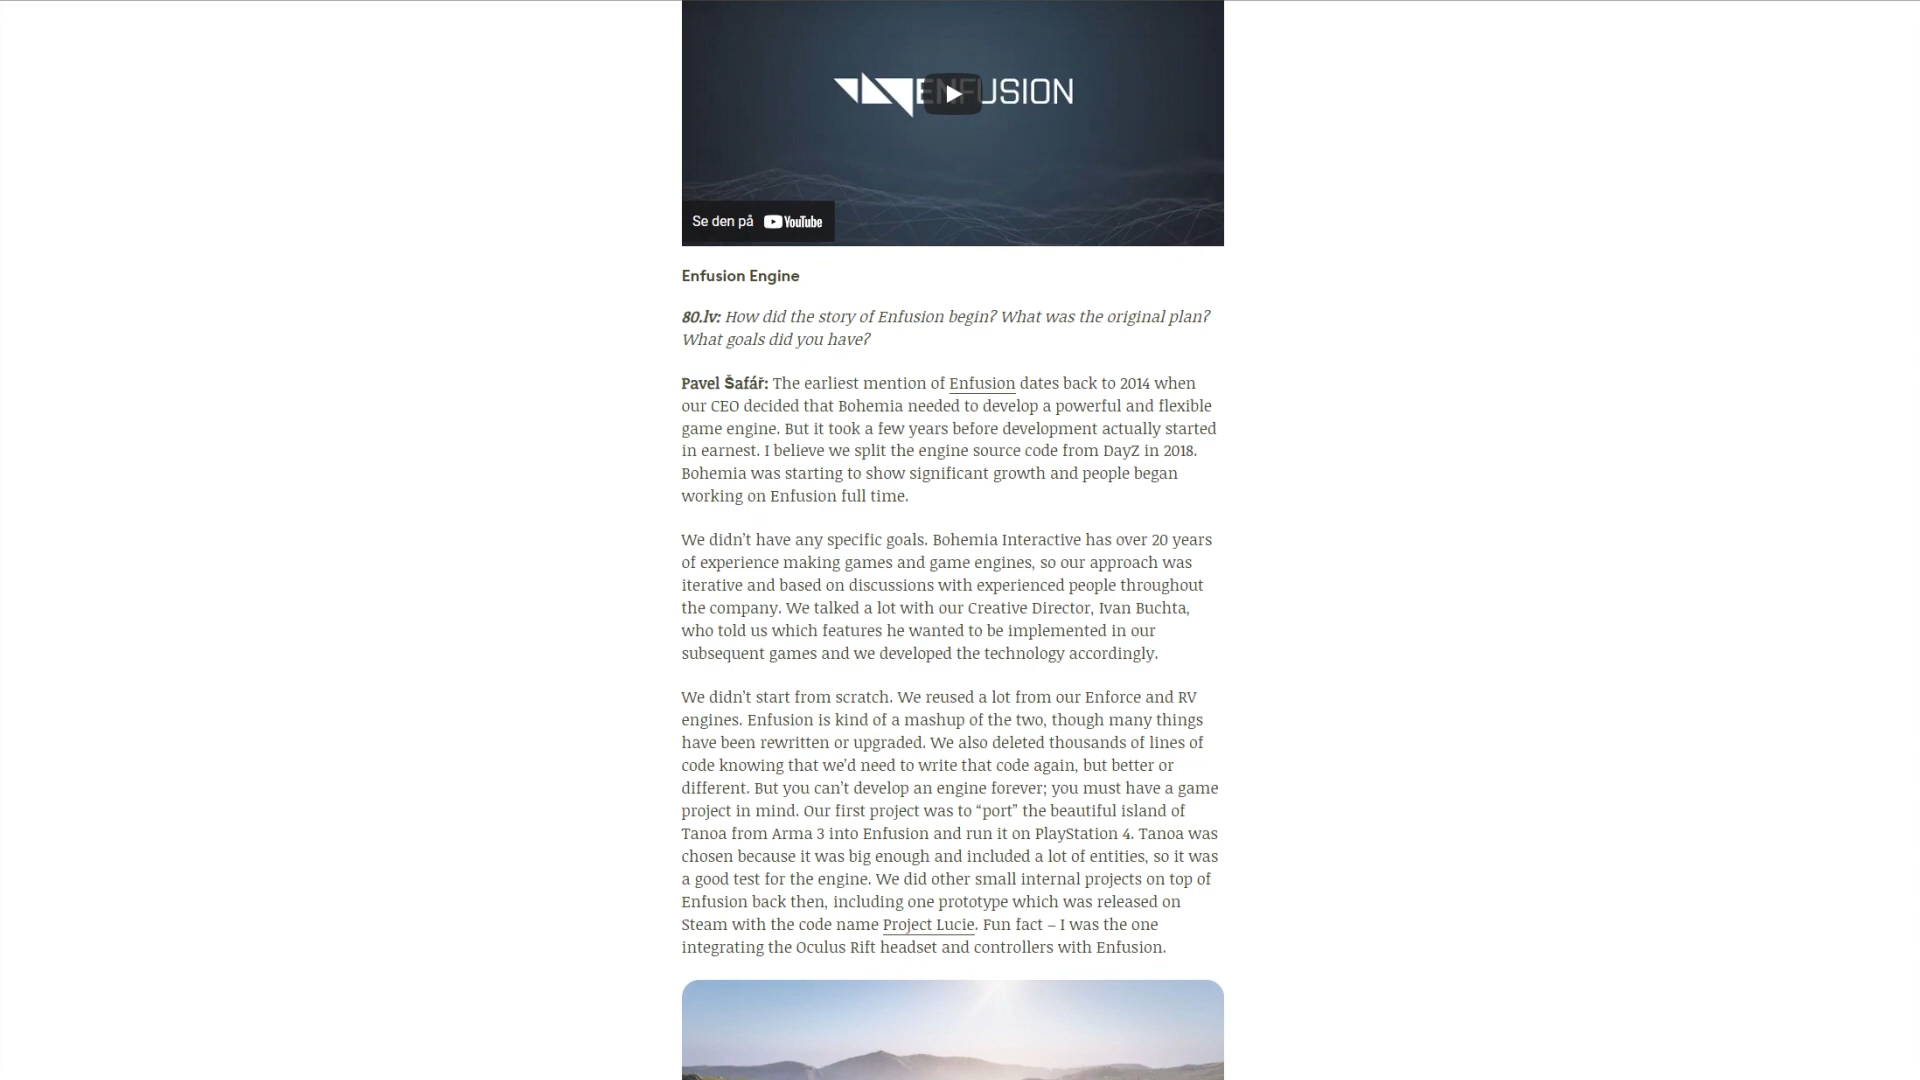 ENFUSION
Se den på YouTube
Enfusion Engine
80.lv: How did the story of Enfusion begin? What was the original plan?
What goals did you have?
Pavel Šafář: The earliest mention of Enfusion dates back to 2014 when
our CEO decided that Bohemia needed to develop a powerful and flexible
game engine. But it took a few years before development actually started
in earnest. I believe we split the engine source code from DayZ in 2018.
Bohemia was starting to show significant growth and people began
working on Enfusion full time.
We didn’t have any specific goals. Bohemia Interactive has over 20 years
of experience making games and game engines, so our approach was
iterative and based on discussions with experienced people throughout
the company. We talked a lot with our Creative Director, Ivan Buchta,
who told us which features he wanted to be implemented in our
subsequent games and we developed the technology accordingly.
We didn’t start from scratch. We reused a lot from our Enforce and RV
engines. Enfusion is kind of a mashup of the two, though many things
have been rewritten or upgraded. We also deleted thousands of lines of
code knowing that we’d need to write that code again, but better or
different. But you can’t develop an engine forever; you must have a game
project in mind. Our first project was to “port” the beautiful island of
Tanoa from Arma 3 into Enfusion and run it on PlayStation 4. Tanoa was
chosen because it was big enough and included a lot of entities, so it was
a good test for the engine. We did other small internal projects on top of
Enfusion back then, including one prototype which was released on
Steam with the code name Project Lucie. Fun fact – I was the one
integrating the Oculus Rift headset and controllers with Enfusion.